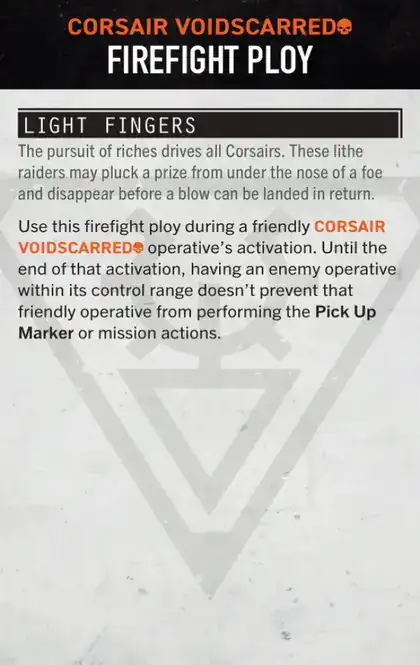 CORSAIR VOIDSCARRED
FIREFIGHT PLOY
LIGHT FINGERS
The pursuit of riches drives all Corsairs. These lithe
raiders may pluck a prize from under the nose of a foe
and disappear before a blow can be landed in return.
Use this firefight ploy during a friendly CORSAIR
VOIDSCARRED operative’s activation. Until the
end of that activation, having an enemy operative
within its control range doesn’t prevent that
friendly operative from performing the Pick Up
Marker or mission actions.